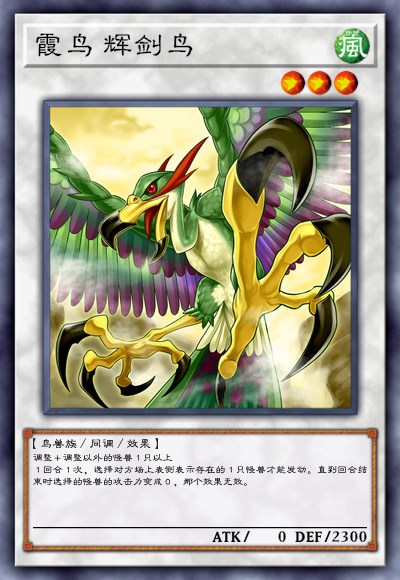 霞鸟 辉剑鸟
風
【鸟兽族／同调／效果】
调整＋调整以外的怪兽1只以上
1回合1次，选择对方场上表侧表示存在的1只怪兽才能发动。直到回合结
束时选择的怪兽的攻击力变成0，那个效果无效。
ATK/ 0 DEF/2300